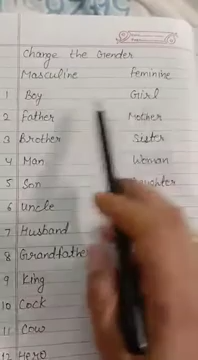 Change the Gender
Masculine Feminine
1 Boy Girl
2 Father Mother
3 Brother Sister
4 Man Woman
5 Son Daughter
6 Uncle
7 Husband
8 Grandfather
9 King
10 Cock
11 Cow
12 Hero